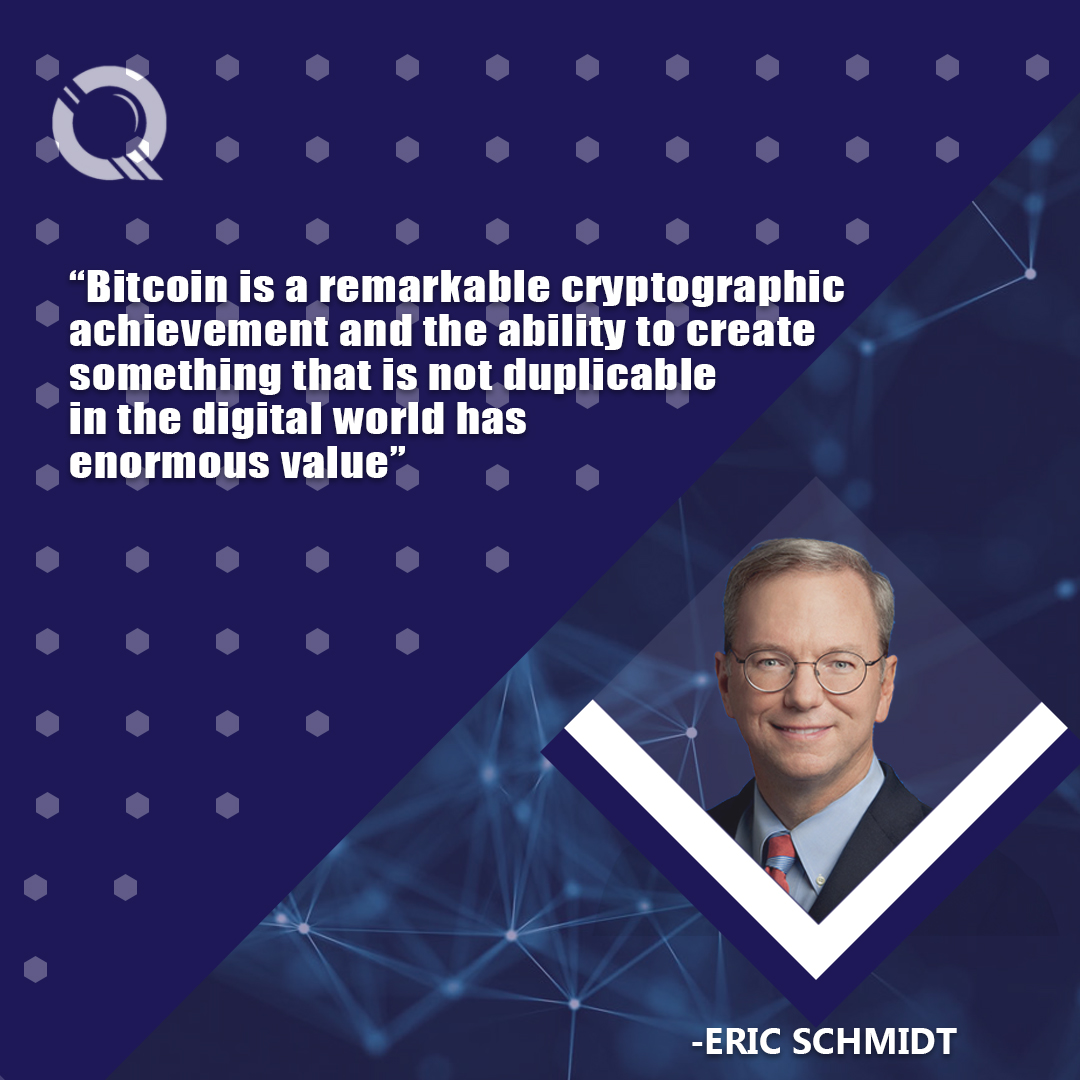 “Bitcoin is a remarkable cryptographic
achievement and the ability to create
something that is not duplicable
in the digital world has
enormous value”
-ERIC SCHMIDT